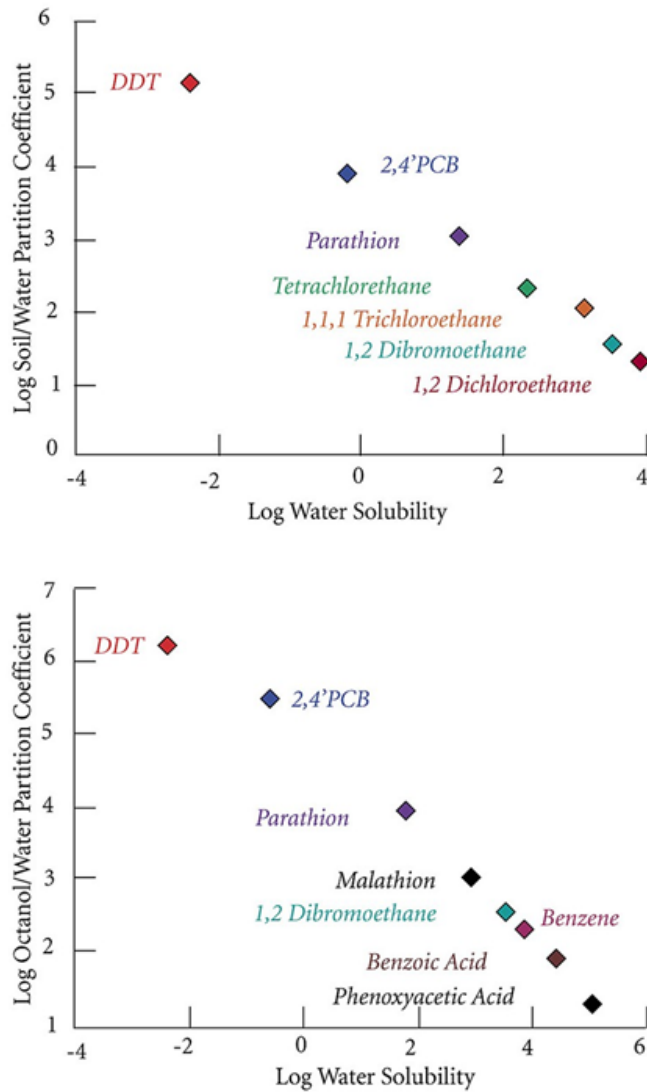 6
DDT
5
2,4'PCB
4
Parathion
3
Tetrachlorethane
2
1,1,1 Trichloroethane
1,2 Dibromoethane
1
1,2 Dichloroethane
0
Log Soil/Water Partition Coefficient
-4
-2
0
2
4
Log Water Solubility
7
DDT
6
2,4'PCB
5
4
Parathion
3
Malathion
1,2 Dibromoethane
Benzene
2
Benzoic Acid
Phenoxyacetic Acid
1
Log Octanol/Water Partition Coefficient
-4
-2
0
2
4
6
Log Water Solubility